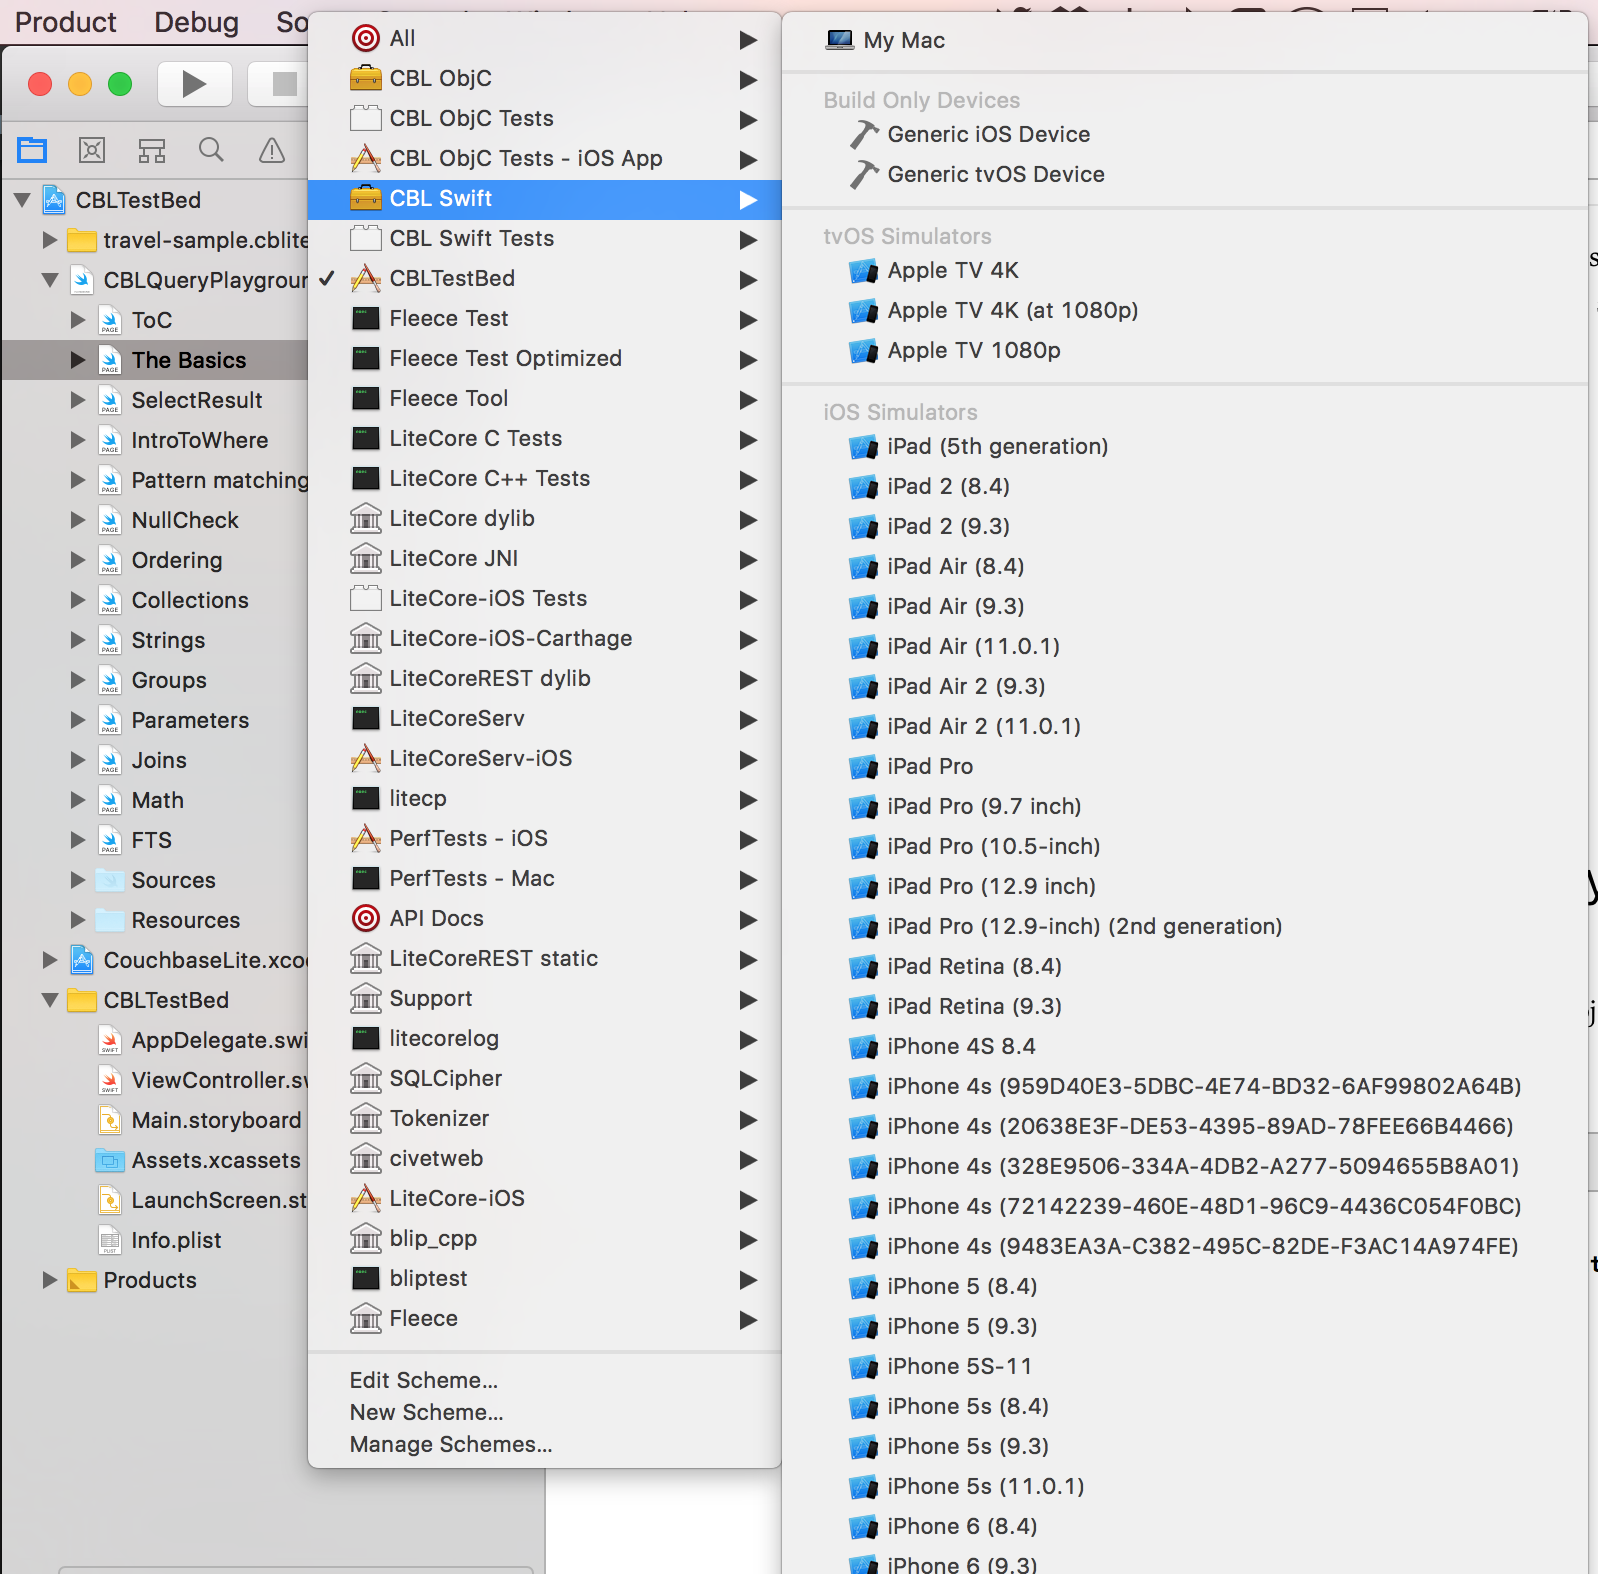 Product Debug So
CBLTestBed
travel-sample.cblite
CBLQueryPlaygrour
ToC
The Basics
SelectResult
IntroToWhere
Pattern matching
NullCheck
Ordering
Collections
Strings
Groups
Parameters
Joins
Math
FTS
Sources
Resources
CouchbaseLite.xco
CBLTestBed
AppDelegate.swi
ViewController.sw
Main.storyboard
Assets.xcassets
LaunchScreen.st
Info.plist
Products
All
CBL ObjC
CBL ObjC Tests
CBL ObjC Tests - iOS App
CBL Swift
CBL Swift Tests
CBLTestBed
Fleece Test
Fleece Test Optimized
Fleece Tool
LiteCore C Tests
LiteCore C++ Tests
LiteCore dylib
LiteCore JNI
LiteCore-iOS Tests
LiteCore-iOS-Carthage
LiteCoreREST dylib
LiteCoreServ
LiteCoreServ-iOS
litecp
PerfTests - iOS
PerfTests - Mac
API Docs
LiteCoreREST static
Support
litecorelog
SQLCipher
Tokenizer
civetweb
LiteCore-iOS
blip_cpp
bliptest
Fleece
Edit Scheme...
New Scheme...
Manage Schemes...
My Mac
Build Only Devices
Generic iOS Device
Generic tvOS Device
tvOS Simulators
Apple TV 4K
Apple TV 4K (at 1080p)
Apple TV 1080p
iOS Simulators
iPad (5th generation)
iPad 2 (8.4)
iPad 2 (9.3)
iPad Air (8.4)
iPad Air (9.3)
iPad Air (11.0.1)
iPad Air 2 (9.3)
iPad Air 2 (11.0.1)
iPad Pro
iPad Pro (9.7 inch)
iPad Pro (10.5-inch)
iPad Pro (12.9 inch)
iPad Pro (12.9-inch) (2nd generation)
iPad Retina (8.4)
iPad Retina (9.3)
iPhone 4S 8.4
iPhone 4s (959D40E3-5DBC-4E74-BD32-6AF99802A64B)
iPhone 4s (20638E3F-DE53-4395-89AD-78FEE66B4466)
iPhone 4s (328E9506-334A-4DB2-A277-5094655B8A01)
iPhone 4s (72142239-460E-48D1-96C9-4436C054F0BC)
iPhone 4s (9483EA3A-C382-495C-82DE-F3AC14A974FE)
iPhone 5 (8.4)
iPhone 5 (9.3)
iPhone 5S-11
iPhone 5s (8.4)
iPhone 5s (9.3)
iPhone 5s (11.0.1)
iPhone 6 (8.4)
iPhone 6 (9.3)